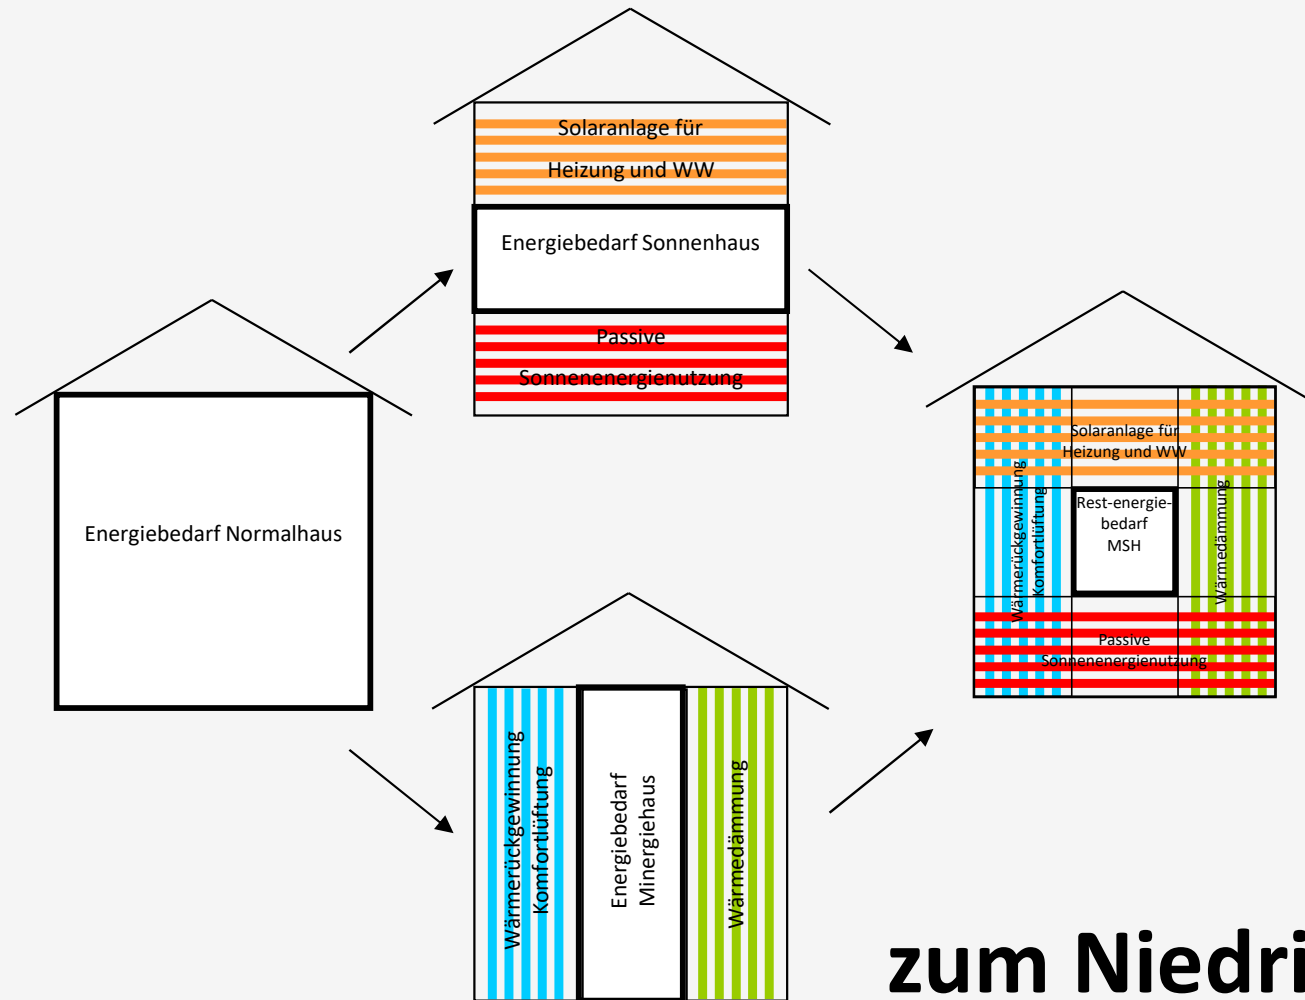 Solaranlage für
Heizung und WW
Energiebedarf Sonnenhaus
Passive
Sonnenenergienutzung
Energiebedarf Normalhaus
Solaranlage für
Heizung und WW
Wärmerückgewinnung
Komfortlüftung
Rest-energie-
bedarf
MSH
Wärmedämmung
Passive
Sonnenenergienutzung
Wärmerückgewinnung
Komfortlüftung
Energiebedarf
Minergiehaus
Wärmedämmung
zum Niedri